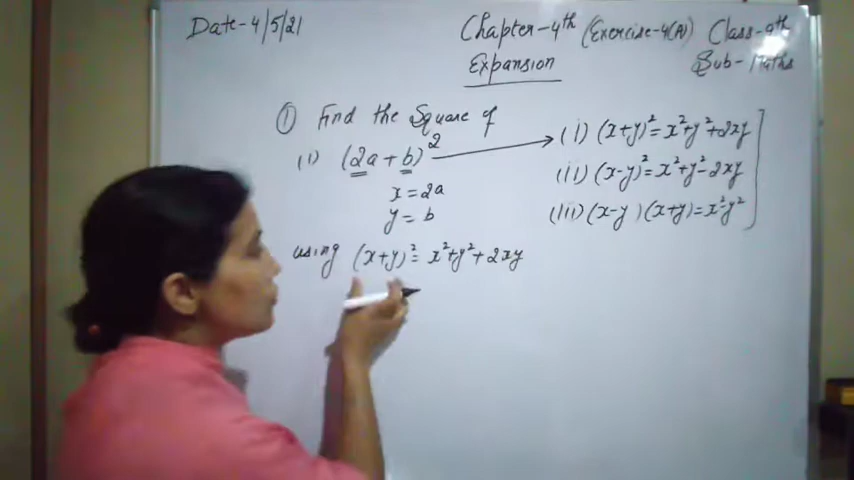 Date-4/5/21
Chapter-4th (Exercise-4(A)) Class-9th
Expansion
Sub-Maths
① Find the Square of
(i) (2a+b)² → (i) (x+y)²=x²+y²+2xy
x=2a
(ii) (x-y)²=x²+y²-2xy
y=b
(iii) (x-y)(x+y)=x²-y²
using (x+y)²=x²+y²+2xy